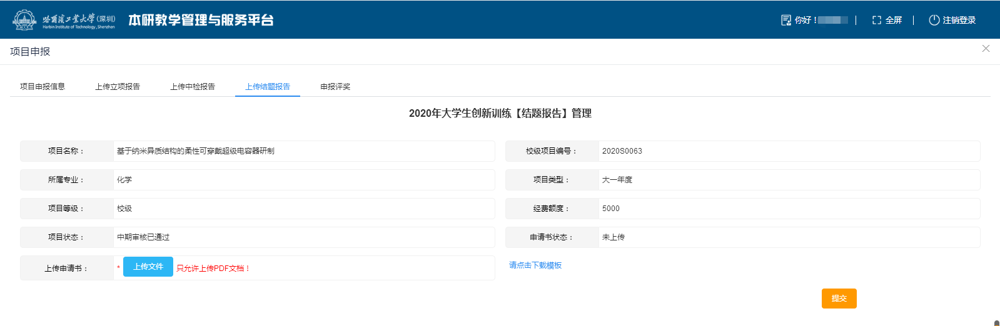 哈尔滨工业大学(深圳)
Harbin Institute of Technology, Shenzhen
本研教学管理与服务平台
你好！
全屏
注销登录
项目申报
项目申报信息 上传立项报告 上传中检报告 上传结题报告 申报评奖
2020年大学生创新训练【结题报告】管理
项目名称： 基于纳米异质结构的柔性可穿戴超级电容器研制
校级项目编号： 2020S0063
所属专业： 化学
项目类型： 大一年度
项目等级： 校级
经费额度： 5000
项目状态： 中期审核已通过
申请书状态： 未上传
上传申请书： * 上传文件 只允许上传PDF文档！
请点击下载模板
提交